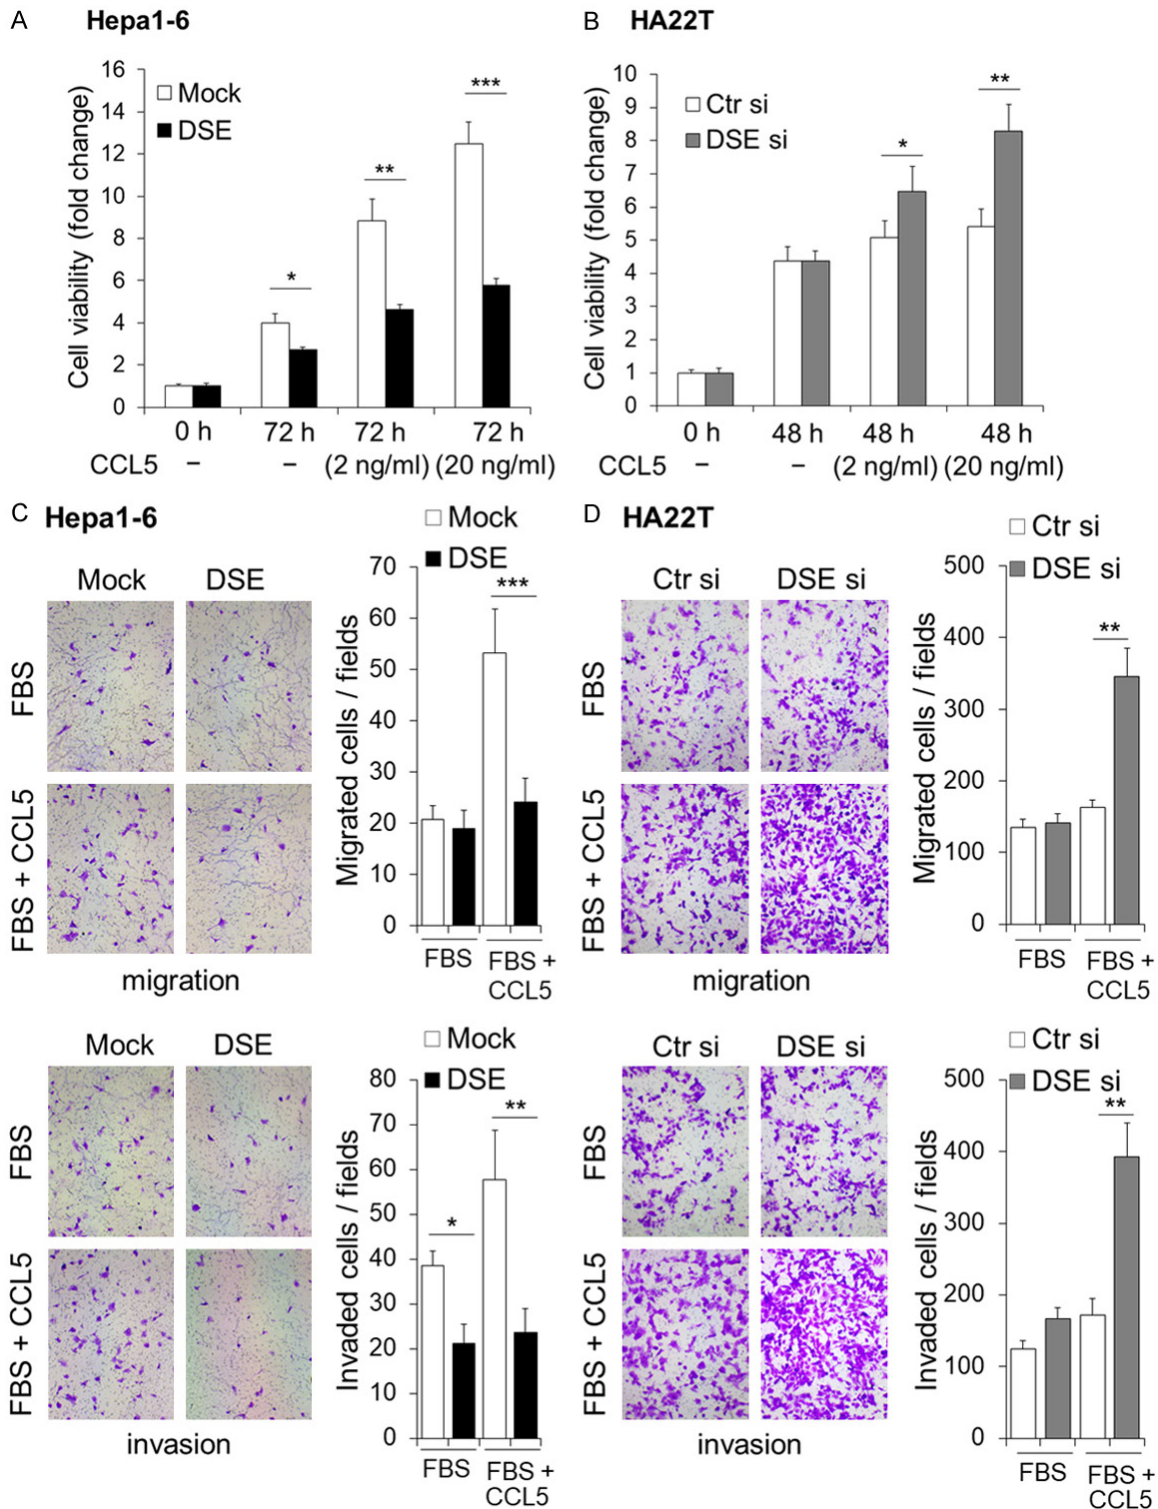 A Hepa1-6
Cell viability (fold change)
16
14
12
10
8
6
4
2
0
Mock
DSE
*
**
***
0 h 72 h 72 h 72 h
CCL5 – – (2 ng/ml) (20 ng/ml)
B HA22T
Cell viability (fold change)
10
9
8
7
6
5
4
3
2
1
0
Ctr si
DSE si
*
**
0 h 48 h 48 h 48 h
CCL5 – – (2 ng/ml) (20 ng/ml)
C Hepa1-6
Mock DSE
FBS
FBS + CCL5
migration
Mock
DSE
Migrated cells / fields
70
60
50
40
30
20
10
0
***
FBS FBS +
CCL5
Mock DSE
FBS
FBS + CCL5
invasion
Mock
DSE
Invaded cells / fields
80
70
60
50
40
30
20
10
0
*
**
FBS FBS +
CCL5
D HA22T
Ctr si DSE si
FBS
FBS + CCL5
migration
Ctr si
DSE si
Migrated cells / fields
500
400
300
200
100
0
**
FBS FBS +
CCL5
Ctr si DSE si
FBS
FBS + CCL5
invasion
Ctr si
DSE si
Invaded cells / fields
500
400
300
200
100
0
**
FBS FBS +
CCL5